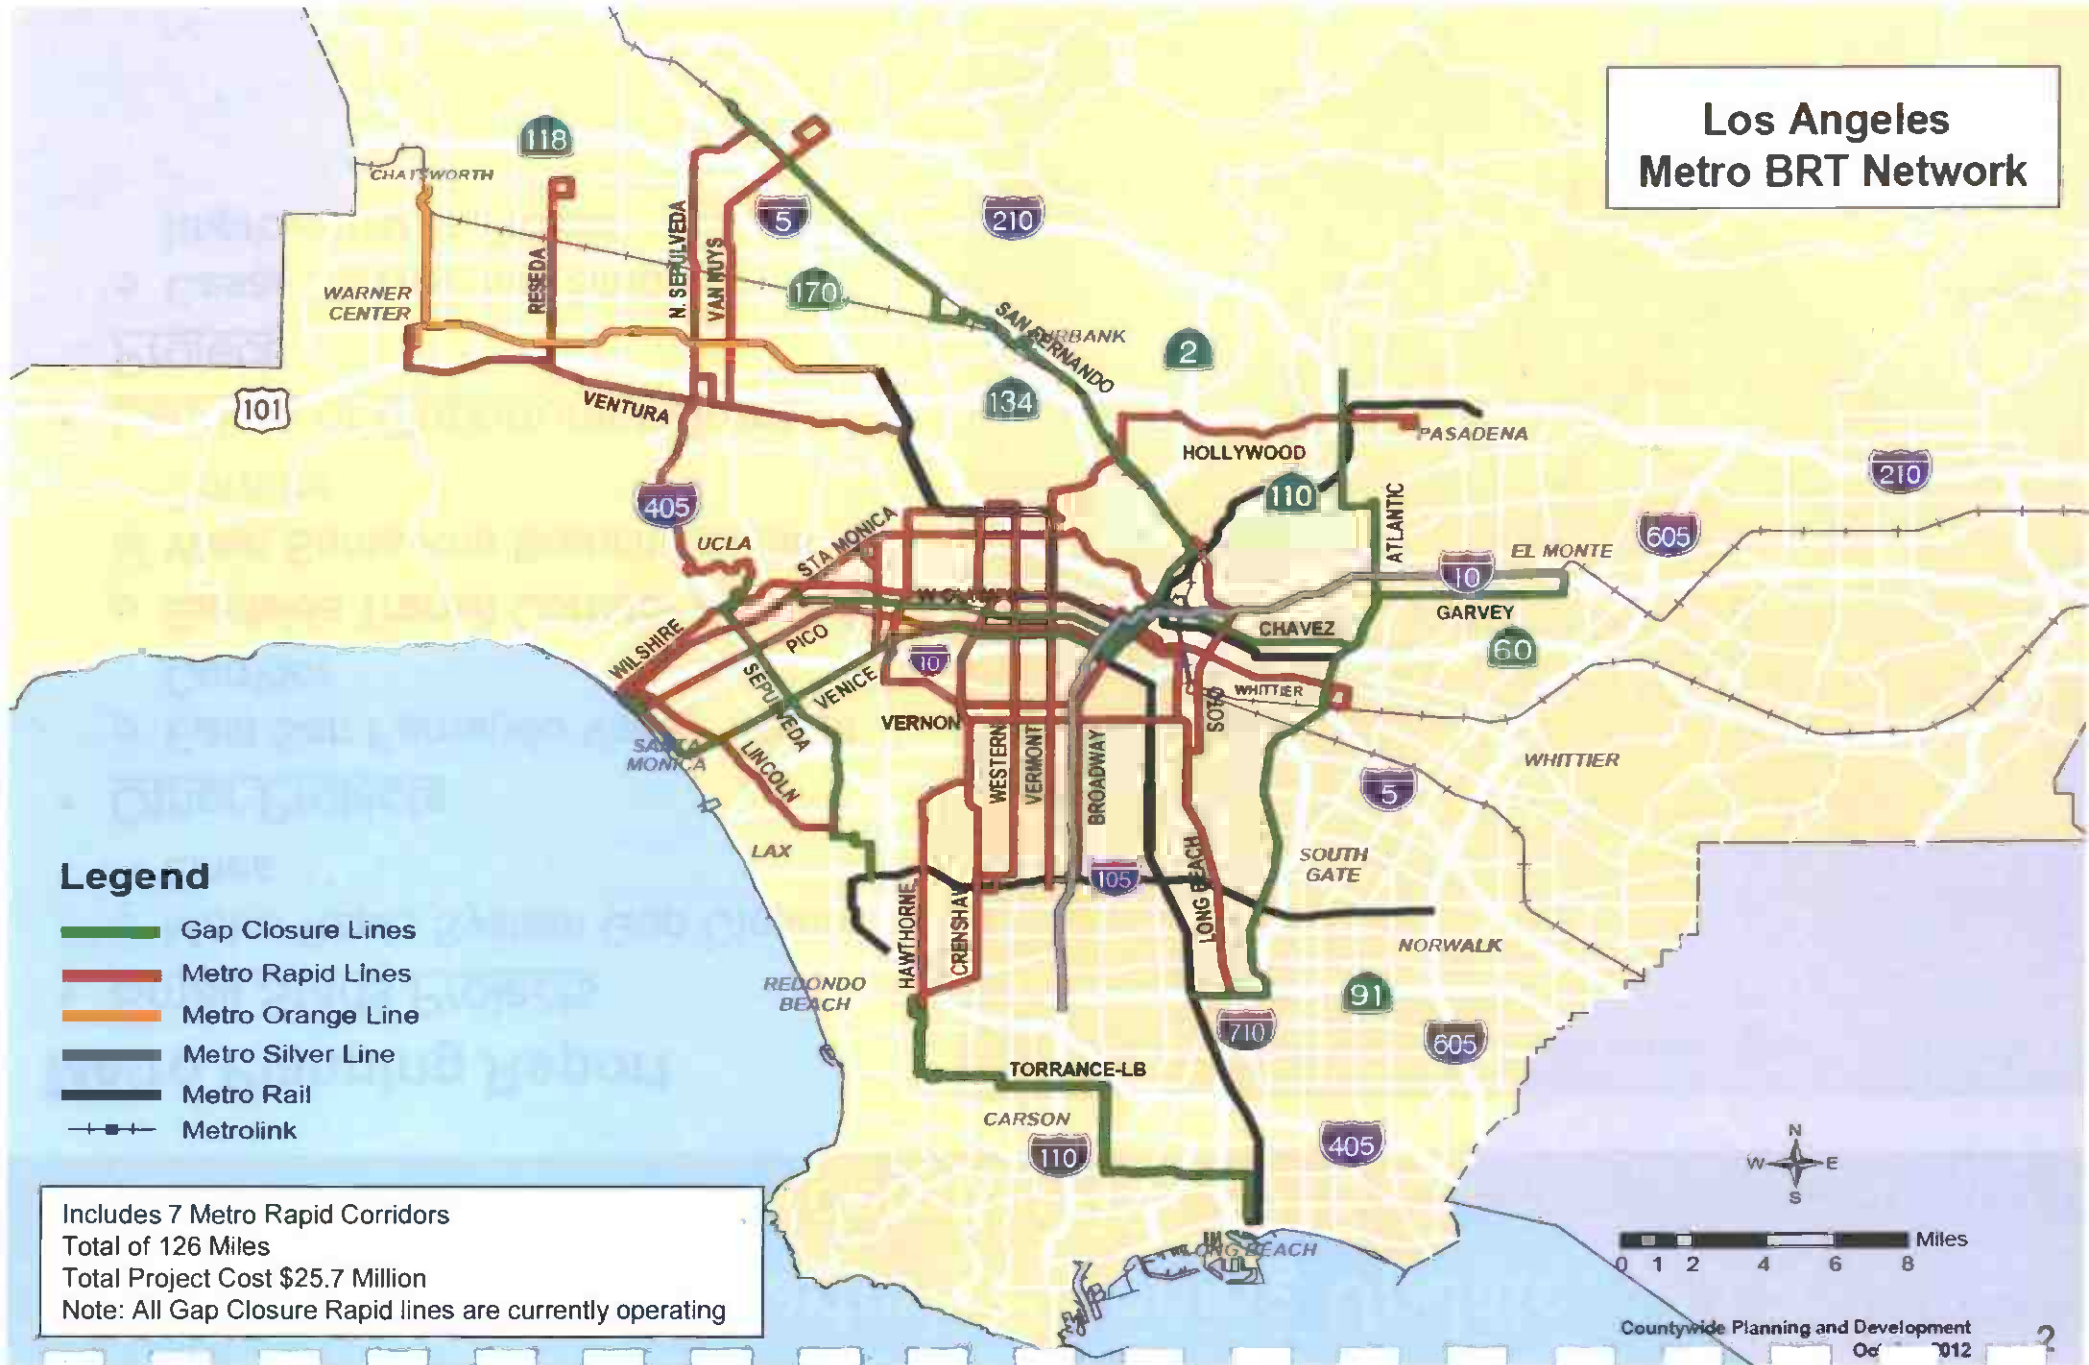 Los Angeles
Metro BRT Network
118
CHATSWORTH
5
210
N. SEPULVEDA
VAN NUYS
RESEDA
170
WARNER
CENTER
SAN FERNANDO
BURBANK
2
134
101
VENTURA
PASADENA
HOLLYWOOD
110
210
405
ATLANTIC
STA MONICA
UCLA
605
EL MONTE
10
GARVEY
CHAVEZ
60
WILSHIRE
PICO
10
VENICE
SEPULVEDA
WHITTIER
SOTO
VERNON
WESTERN
VERMONT
BROADWAY
SANTA
MONICA
LINCOLN
WHITTIER
5
LAX
SOUTH
GATE
105
LONG BEACH
HAWTHORNE
CRENSHAW
NORWALK
REDONDO
BEACH
91
710
605
TORRANCE-LB
CARSON
110
405
LONG BEACH
Legend
Gap Closure Lines
Metro Rapid Lines
Metro Orange Line
Metro Silver Line
Metro Rail
Metrolink
Includes 7 Metro Rapid Corridors
Total of 126 Miles
Total Project Cost $25.7 Million
Note: All Gap Closure Rapid lines are currently operating
N
W E
S
Miles
0 1 2 4 6 8
Countywide Planning and Development
2012
2